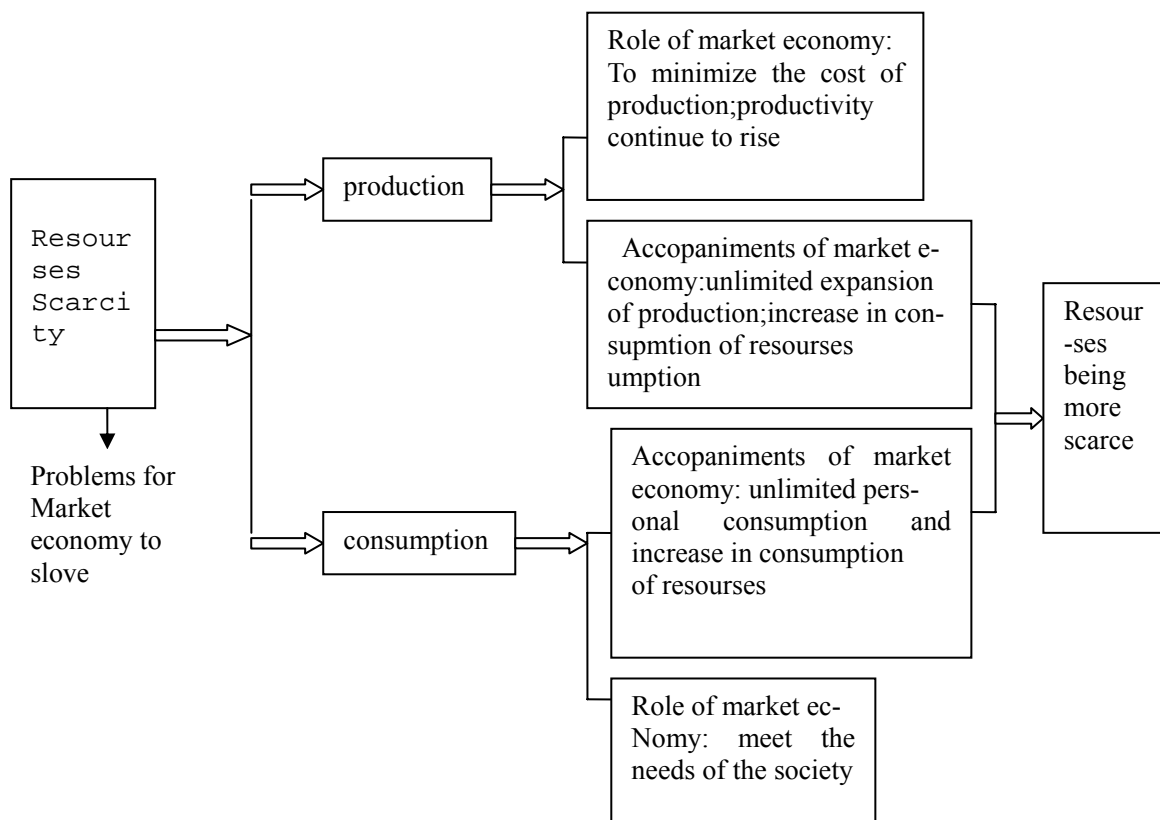 Resour
ses
Scarci
ty
Problems for
Market
economy to
slove
production
consumption
Role of market economy:
To minimize the cost of
production;productivity
continue to rise
Accopaniments of market e-
conomy:unlimited expansion
of production;increase in con-
supmtion of resourses
umption
Accopaniments of market
economy: unlimited pers-
onal consumption and
increase in consumption
of resourses
Role of market ec-
Nomy: meet the
needs of the society
Resour
-ses
being
more
scarce